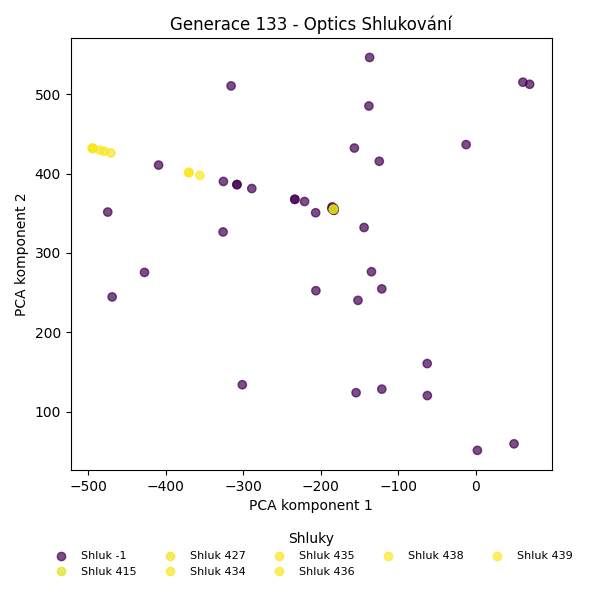 Generace 133 - Optics Shlukování
PCA komponent 2
500
400
300
200
100
−500 −400 −300 −200 −100 0
PCA komponent 1
Shluky
Shluk -1 Shluk 427 Shluk 435 Shluk 438 Shluk 439
Shluk 415 Shluk 434 Shluk 436